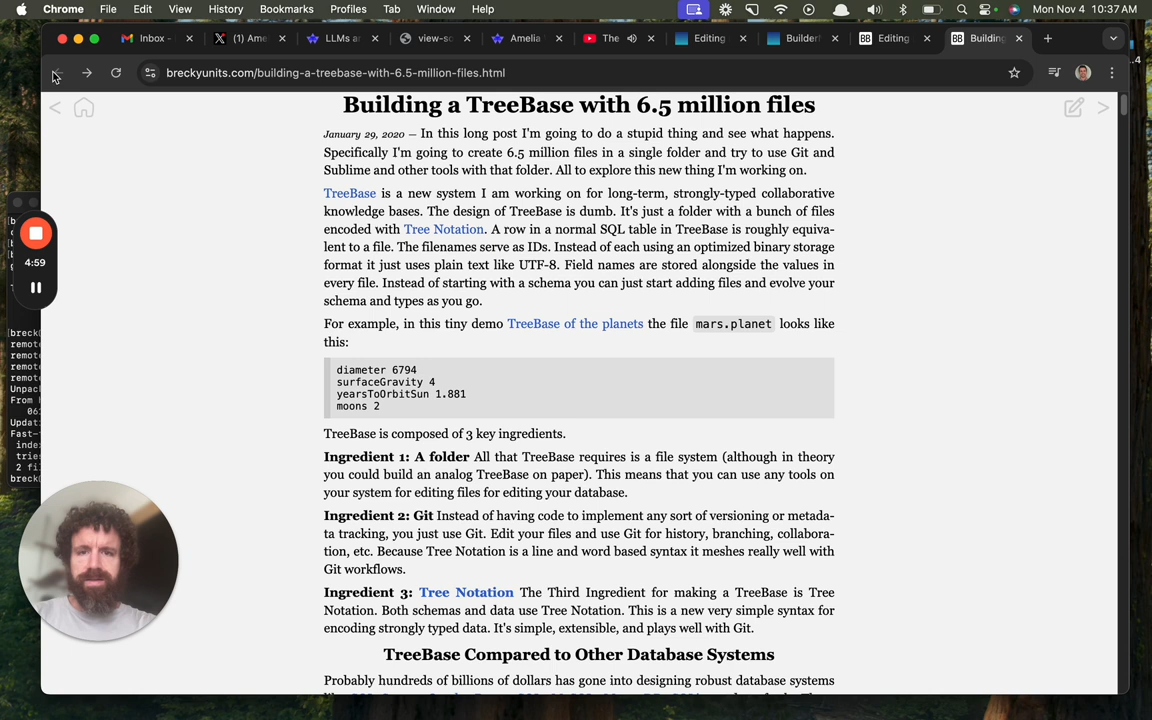 Chrome File Edit View History Bookmarks Profiles Tab Window Help Mon Nov 4 10:37 AM
Inbox - (1) Ame LLMs ar view-so Amelia The Editing Builder Editing Building
breckyunits.com/building-a-treebase-with-6.5-million-files.html
Building a TreeBase with 6.5 million files
January 29, 2020 — In this long post I'm going to do a stupid thing and see what happens.
Specifically I'm going to create 6.5 million files in a single folder and try to use Git and
Sublime and other tools with that folder. All to explore this new thing I'm working on.
TreeBase is a new system I am working on for long-term, strongly-typed collaborative
knowledge bases. The design of TreeBase is dumb. It's just a folder with a bunch of files
encoded with Tree Notation. A row in a normal SQL table in TreeBase is roughly equiva-
lent to a file. The filenames serve as IDs. Instead of each using an optimized binary storage
format it just uses plain text like UTF-8. Field names are stored alongside the values in
every file. Instead of starting with a schema you can just start adding files and evolve your
schema and types as you go.
For example, in this tiny demo TreeBase of the planets the file mars.planet looks like
this:
diameter 6794
surfaceGravity 4
yearsToOrbitSun 1.881
moons 2
TreeBase is composed of 3 key ingredients.
Ingredient 1: A folder All that TreeBase requires is a file system (although in theory
you could build an analog TreeBase on paper). This means that you can use any tools on
your system for editing files for editing your database.
Ingredient 2: Git Instead of having code to implement any sort of versioning or metada-
ta tracking, you just use Git. Edit your files and use Git for history, branching, collabora-
tion, etc. Because Tree Notation is a line and word based syntax it meshes really well with
Git workflows.
Ingredient 3: Tree Notation The Third Ingredient for making a TreeBase is Tree
Notation. Both schemas and data use Tree Notation. This is a new very simple syntax for
encoding strongly typed data. It's simple, extensible, and plays well with Git.
TreeBase Compared to Other Database Systems
Probably hundreds of billions of dollars has gone into designing robust database systems
4:59
breck
remot
remot
remot
remot
Unpac
From
Updat
Fast-
inde
trie
2 fi
breck